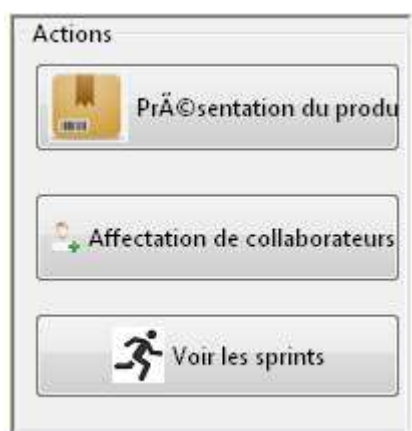 Actions
PrÃ©sentation du produ
Affectation de collaborateurs
Voir les sprints